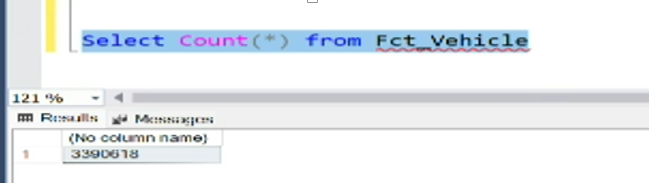 Select Count(*) from Fct_Vehicle
121 %
Results Messages
(No column name)
1 3390618